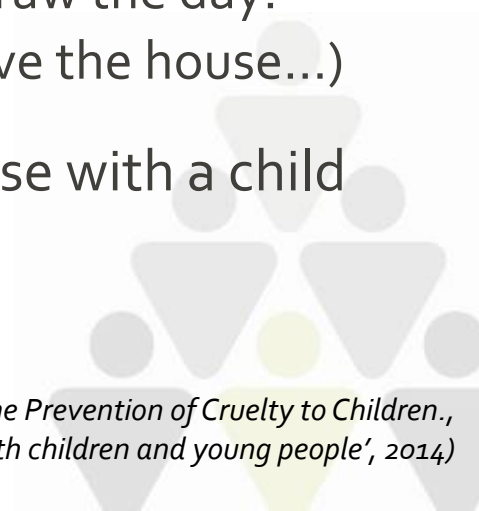 raw the day.
ve the house...)
se with a child
he Prevention of Cruelty to Children.,
th children and young people', 2014)